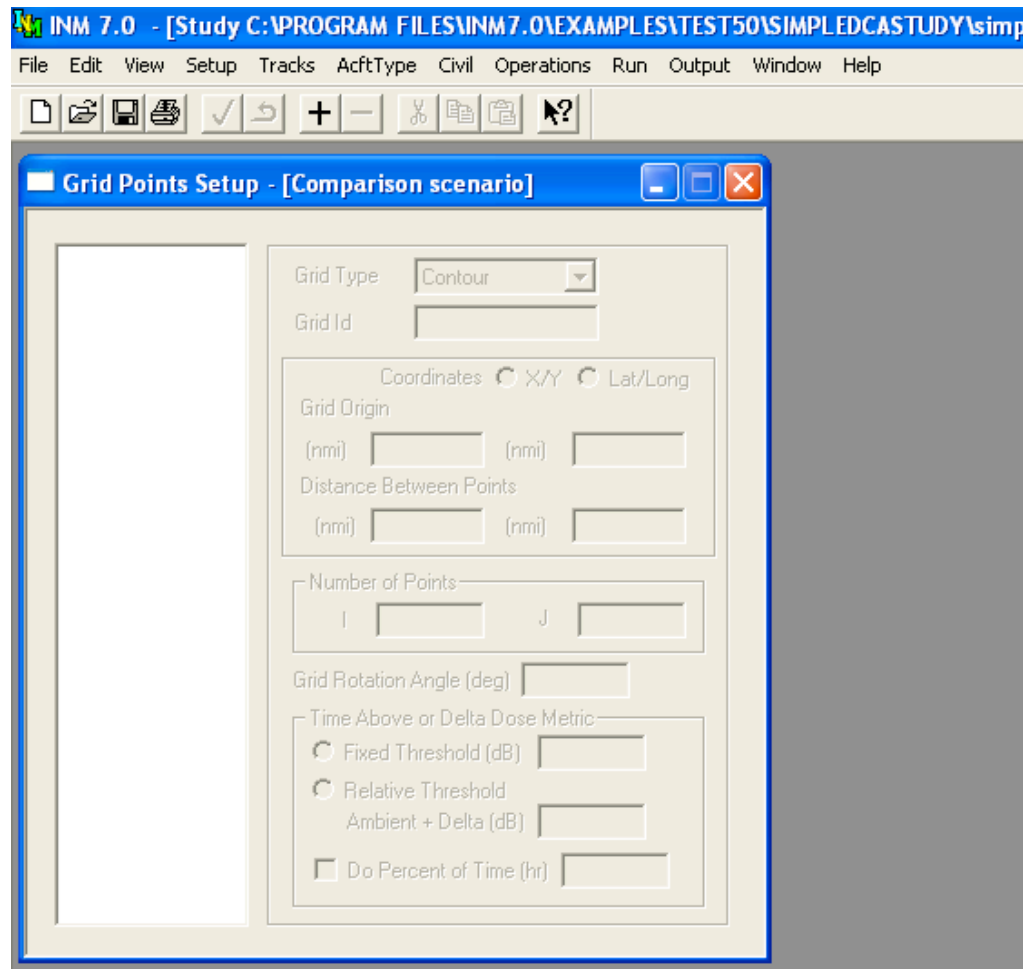 INM 7.0 - [Study C:\PROGRAM FILES\INM7.0\EXAMPLES\TEST50\SIMPLEDCASTUDY\simp
File Edit View Setup Tracks AcftType Civil Operations Run Output Window Help
Grid Points Setup - [Comparison scenario]
Grid Type Contour
Grid Id
Coordinates X/Y Lat/Long
Grid Origin
(nmi) (nmi)
Distance Between Points
(nmi) (nmi)
Number of Points
I J
Grid Rotation Angle (deg)
Time Above or Delta Dose Metric
Fixed Threshold (dB)
Relative Threshold
Ambient + Delta (dB)
Do Percent of Time (hr)